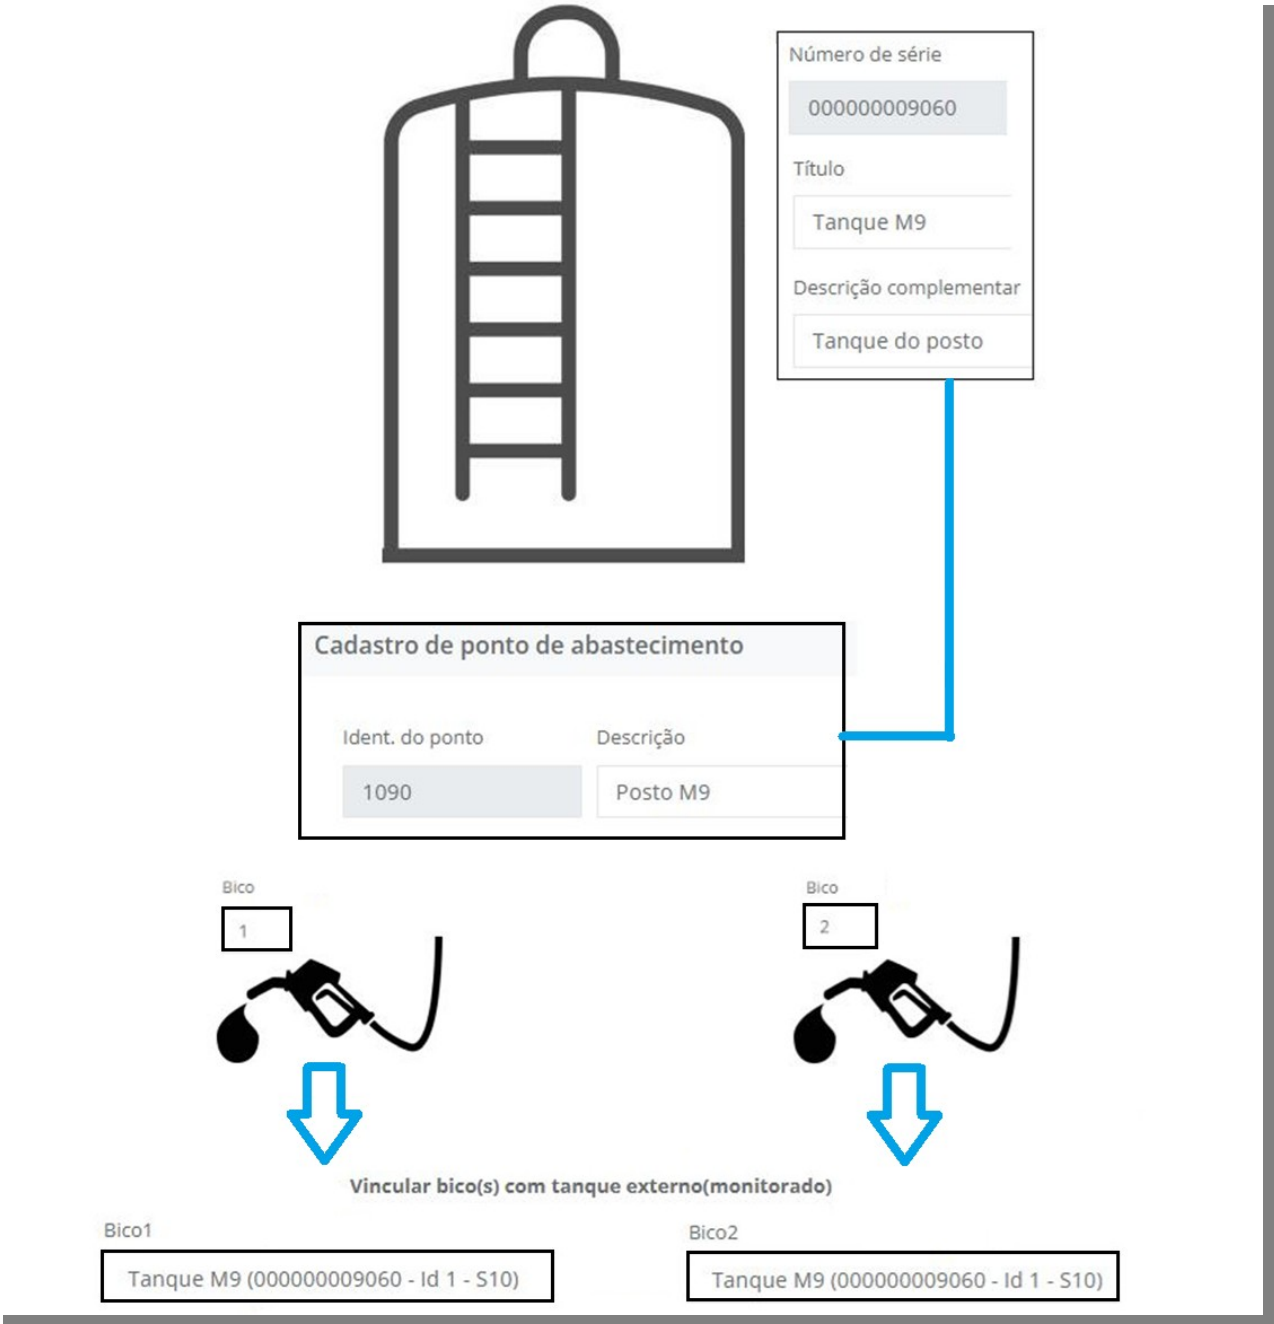 Número de série
000000009060
Título
Tanque M9
Descrição complementar
Tanque do posto
Cadastro de ponto de abastecimento
Ident. do ponto Descrição
1090 Posto M9
Bico Bico
1 2
Vincular bico(s) com tanque externo(monitorado)
Bico1 Bico2
Tanque M9 (000000009060 - Id 1 - S10) Tanque M9 (000000009060 - Id 1 - S10)